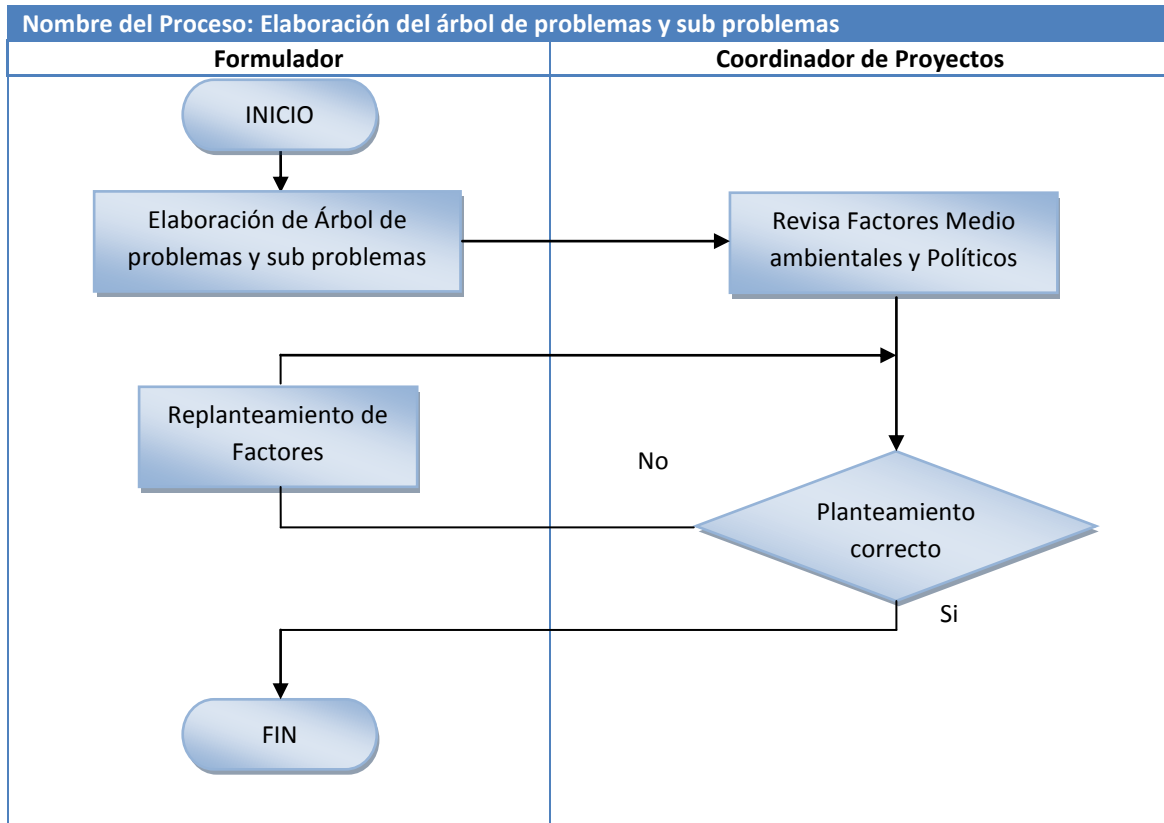 Nombre del Proceso: Elaboración del árbol de problemas y sub problemas
Formulador
Coordinador de Proyectos
INICIO
Elaboración de Árbol de
problemas y sub problemas
Revisa Factores Medio
ambientales y Políticos
Replanteamiento de
Factores
No
Planteamiento
correcto
Si
FIN